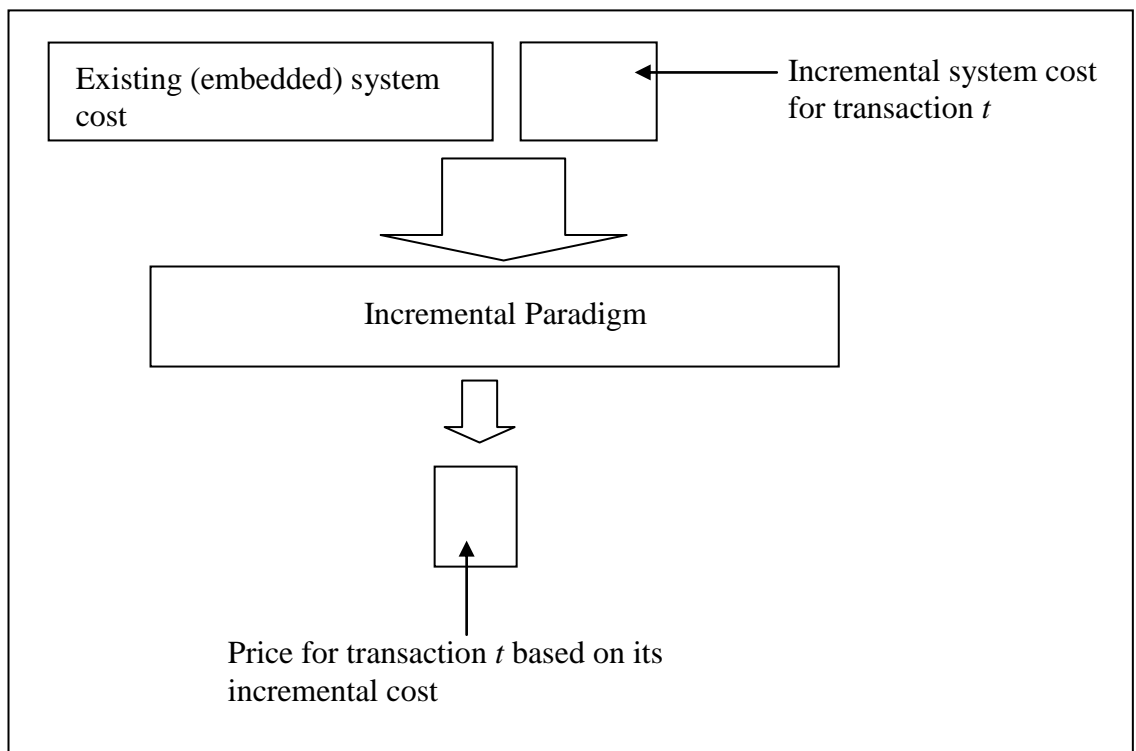 Existing (embedded) system
cost
Incremental system cost
for transaction t
Incremental Paradigm
Price for transaction t based on its
incremental cost